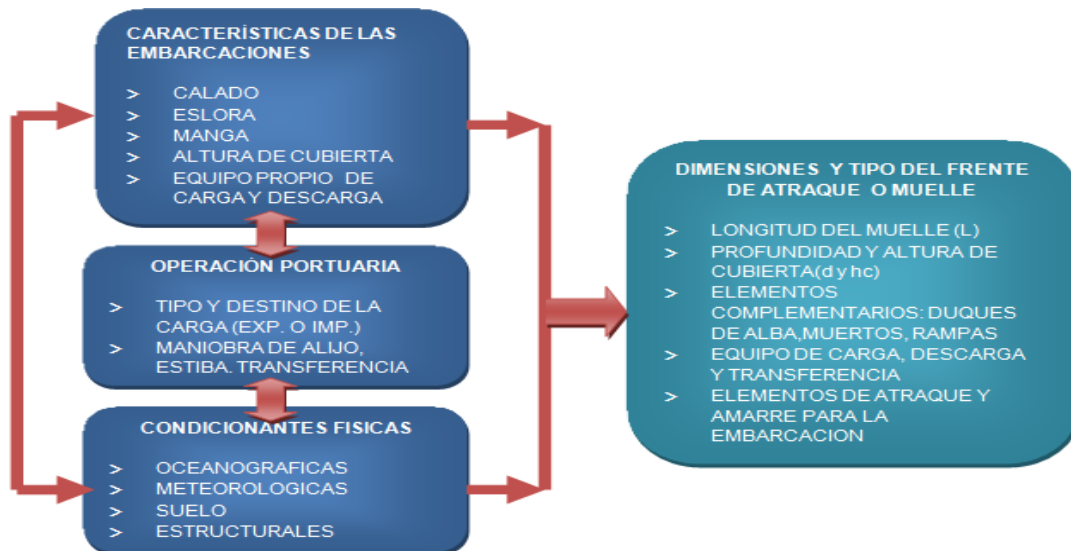 CARACTERÍSTICAS DE LAS
EMBARCACIONES
> CALADO
> ESLORA
> MANGA
> ALTURA DE CUBIERTA
> EQUIPO PROPIO DE
CARGA Y DESCARGA
OPERACIÓN PORTUARIA
> TIPO Y DESTINO DE LA
CARGA (EXP. O IMP.)
> MANIOBRA DE ALIJO,
ESTIBA. TRANSFERENCIA
CONDICIONANTES FISICAS
> OCEANOGRAFICAS
> METEOROLOGICAS
> SUELO
> ESTRUCTURALES
DIMENSIONES Y TIPO DEL FRENTE
DE ATRAQUE O MUELLE
> LONGITUD DEL MUELLE (L)
> PROFUNDIDAD Y ALTURA DE
CUBIERTA(d y hc)
> ELEMENTOS
COMPLEMENTARIOS: DUQUES
DE ALBA,MUERTOS, RAMPAS
> EQUIPO DE CARGA, DESCARGA
Y TRANSFERENCIA
> ELEMENTOS DE ATRAQUE Y
AMARRE PARA LA
EMBARCACION